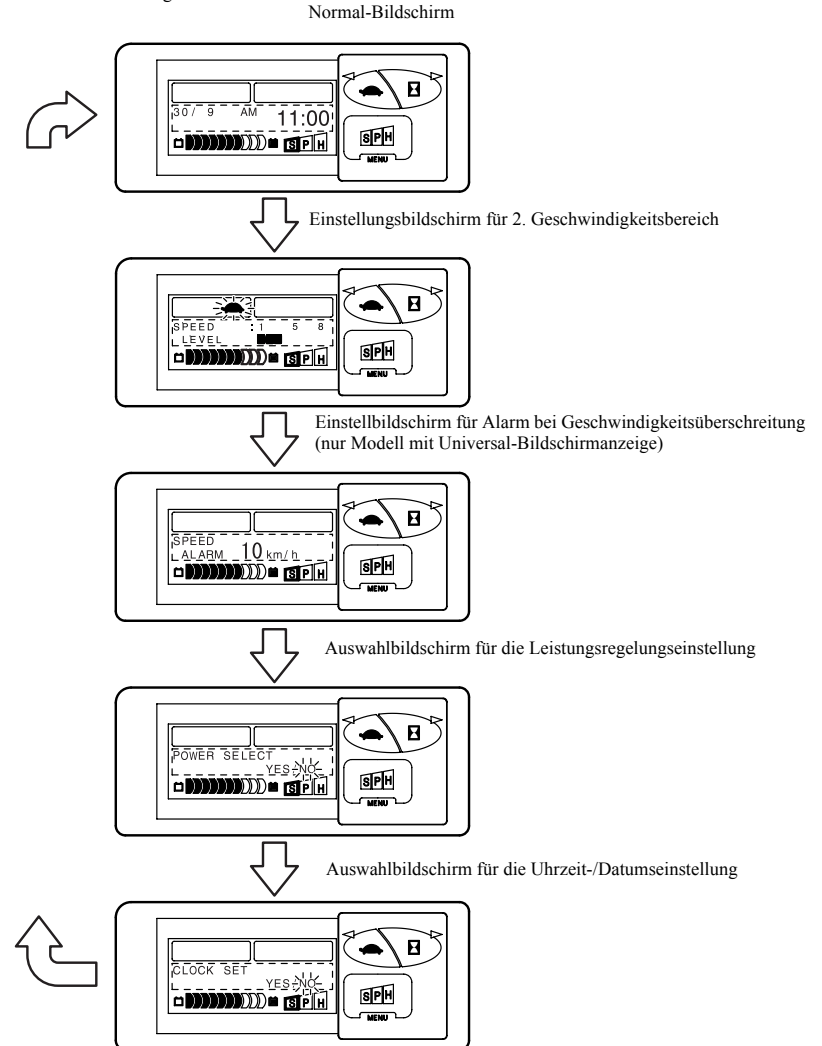 Normal-Bildschirm
30/ 9 AM 11:00
S P H
S P H
MENU
Einstellungsbildschirm für 2. Geschwindigkeitsbereich
SPEED : 1 5 8
LEVEL
S P H
S P H
MENU
Einstellbildschirm für Alarm bei Geschwindigkeitsüberschreitung
(nur Modell mit Universal-Bildschirmanzeige)
SPEED
ALARM 10 km/h
S P H
S P H
MENU
Auswahlbildschirm für die Leistungsregelungseinstellung
POWER SELECT
YES-NO
S P H
S P H
MENU
Auswahlbildschirm für die Uhrzeit-/Datumseinstellung
CLOCK SET
YES-NO
S P H
S P H
MENU